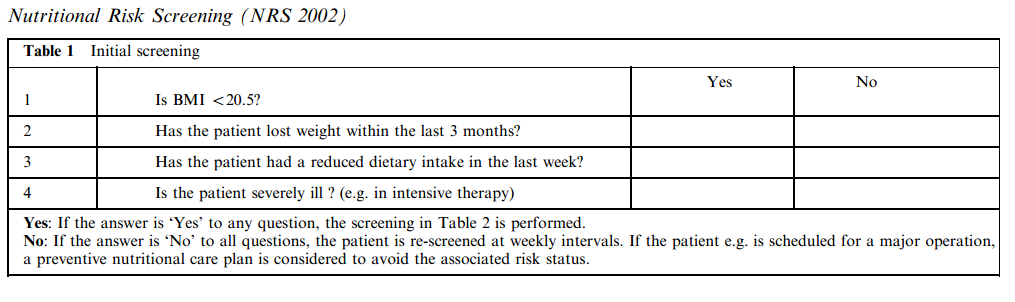 Nutritional Risk Screening (NRS 2002)
Table 1 Initial screening
Yes No
1 Is BMI <20.5?
2 Has the patient lost weight within the last 3 months?
3 Has the patient had a reduced dietary intake in the last week?
4 Is the patient severely ill ? (e.g. in intensive therapy)
Yes: If the answer is ‘Yes’ to any question, the screening in Table 2 is performed.
No: If the answer is ‘No’ to all questions, the patient is re-screened at weekly intervals. If the patient e.g. is scheduled for a major operation,
a preventive nutritional care plan is considered to avoid the associated risk status.